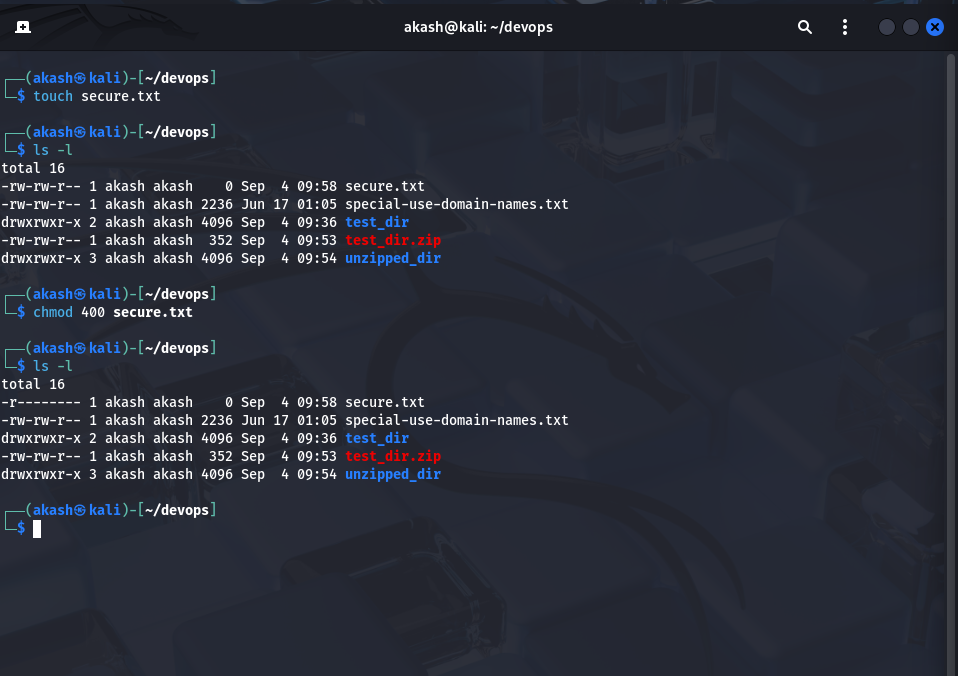 akash@kali: ~/devops
┌──(akash㉿kali)-[~/devops]
└─$ touch secure.txt
┌──(akash㉿kali)-[~/devops]
└─$ ls -l
total 16
-rw-rw-r-- 1 akash akash    0 Sep  4 09:58 secure.txt
-rw-rw-r-- 1 akash akash 2236 Jun 17 01:05 special-use-domain-names.txt
drwxrwxr-x 2 akash akash 4096 Sep  4 09:36 test_dir
-rw-rw-r-- 1 akash akash  352 Sep  4 09:53 test_dir.zip
drwxrwxr-x 3 akash akash 4096 Sep  4 09:54 unzipped_dir
┌──(akash㉿kali)-[~/devops]
└─$ chmod 400 secure.txt
┌──(akash㉿kali)-[~/devops]
└─$ ls -l
total 16
-r-------- 1 akash akash    0 Sep  4 09:58 secure.txt
-rw-rw-r-- 1 akash akash 2236 Jun 17 01:05 special-use-domain-names.txt
drwxrwxr-x 2 akash akash 4096 Sep  4 09:36 test_dir
-rw-rw-r-- 1 akash akash  352 Sep  4 09:53 test_dir.zip
drwxrwxr-x 3 akash akash 4096 Sep  4 09:54 unzipped_dir
┌──(akash㉿kali)-[~/devops]
└─$